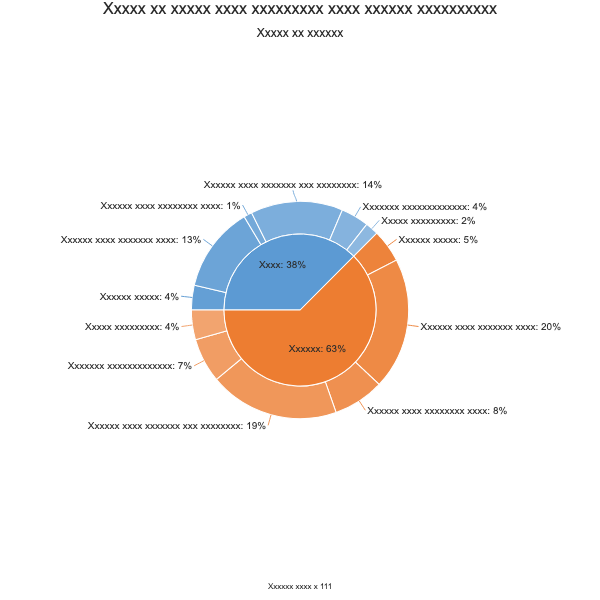 Xxxxx xx xxxxx xxxx xxxxxxxxx xxxx xxxxxx xxxxxxxxxx
Xxxxx xx xxxxxx
Xxxxxx xxxx xxxxxxx xxx xxxxxxxx: 14%
Xxxxxx xxxx xxxxxxxx xxxx: 1%
Xxxxxxx xxxxxxxxxxxxx: 4%
Xxxxx xxxxxxxxx: 2%
Xxxxxx xxxx xxxxxxx xxxx: 13%
Xxxxxx xxxxx: 5%
Xxxx: 38%
Xxxxxx xxxxx: 4%
Xxxxx xxxxxxxxx: 4%
Xxxxxx xxxx xxxxxxx xxxx: 20%
Xxxxxx: 63%
Xxxxxxx xxxxxxxxxxxxx: 7%
Xxxxxx xxxx xxxxxxxx xxxx: 8%
Xxxxxx xxxx xxxxxxx xxx xxxxxxxx: 19%
Xxxxxx xxxx x 111